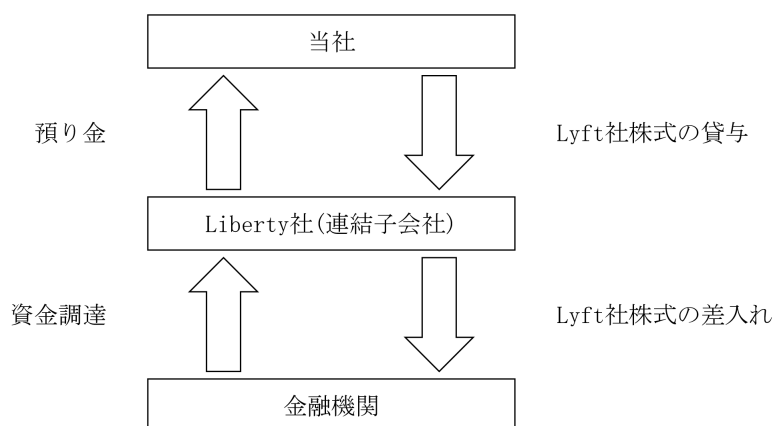 当社
預り金
Lyft社株式の貸与
Liberty社(連結子会社)
資金調達
Lyft社株式の差入れ
金融機関